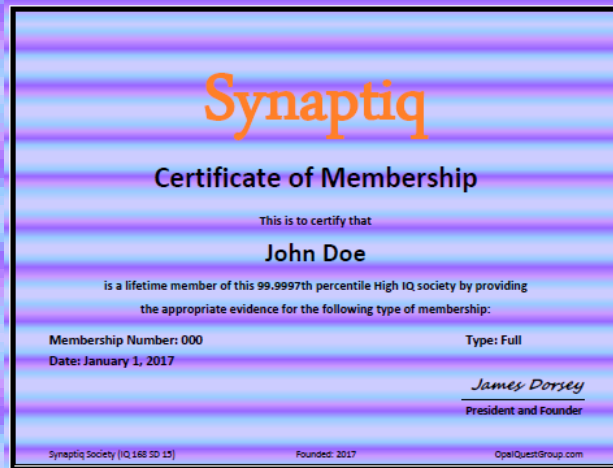 Synaptiq
Certificate of Membership
This is to certify that
John Doe
is a lifetime member of this 99.9997th percentile High IQ society by providing
the appropriate evidence for the following type of membership:
Membership Number: 000 Type: Full
Date: January 1, 2017
James Dorsey
President and Founder
Synaptiq Society (IQ 168 SD 15) Founded: 2017 OpalQuestGroup.com